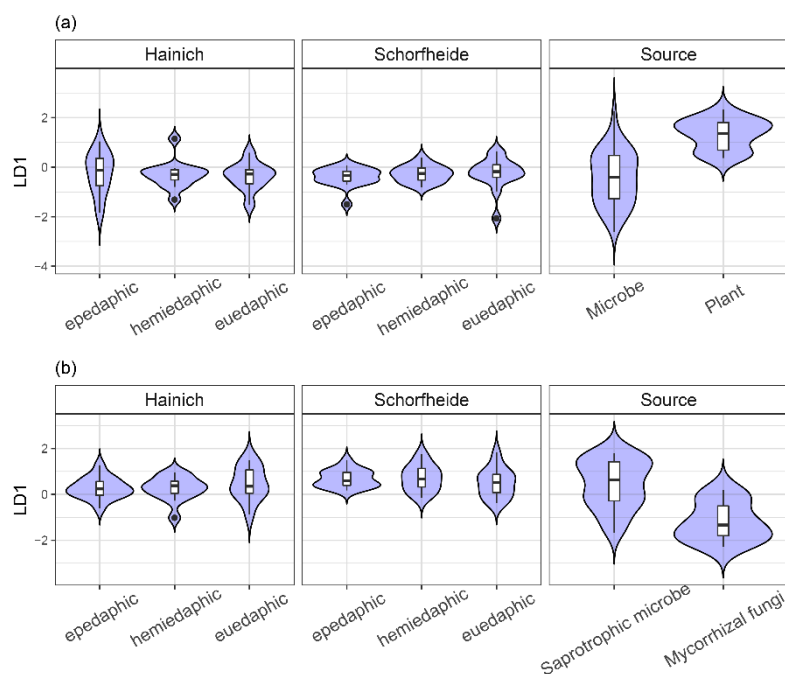 (a)
Hainich Schorfheide Source
2
0
−2
−4
LD1
epedaphic hemiedaphic euedaphic epedaphic hemiedaphic euedaphic Microbe Plant
(b)
Hainich Schorfheide Source
2
0
−2
LD1
epedaphic hemiedaphic euedaphic epedaphic hemiedaphic euedaphic Saprotrophic microbe Mycorrhizal fungi